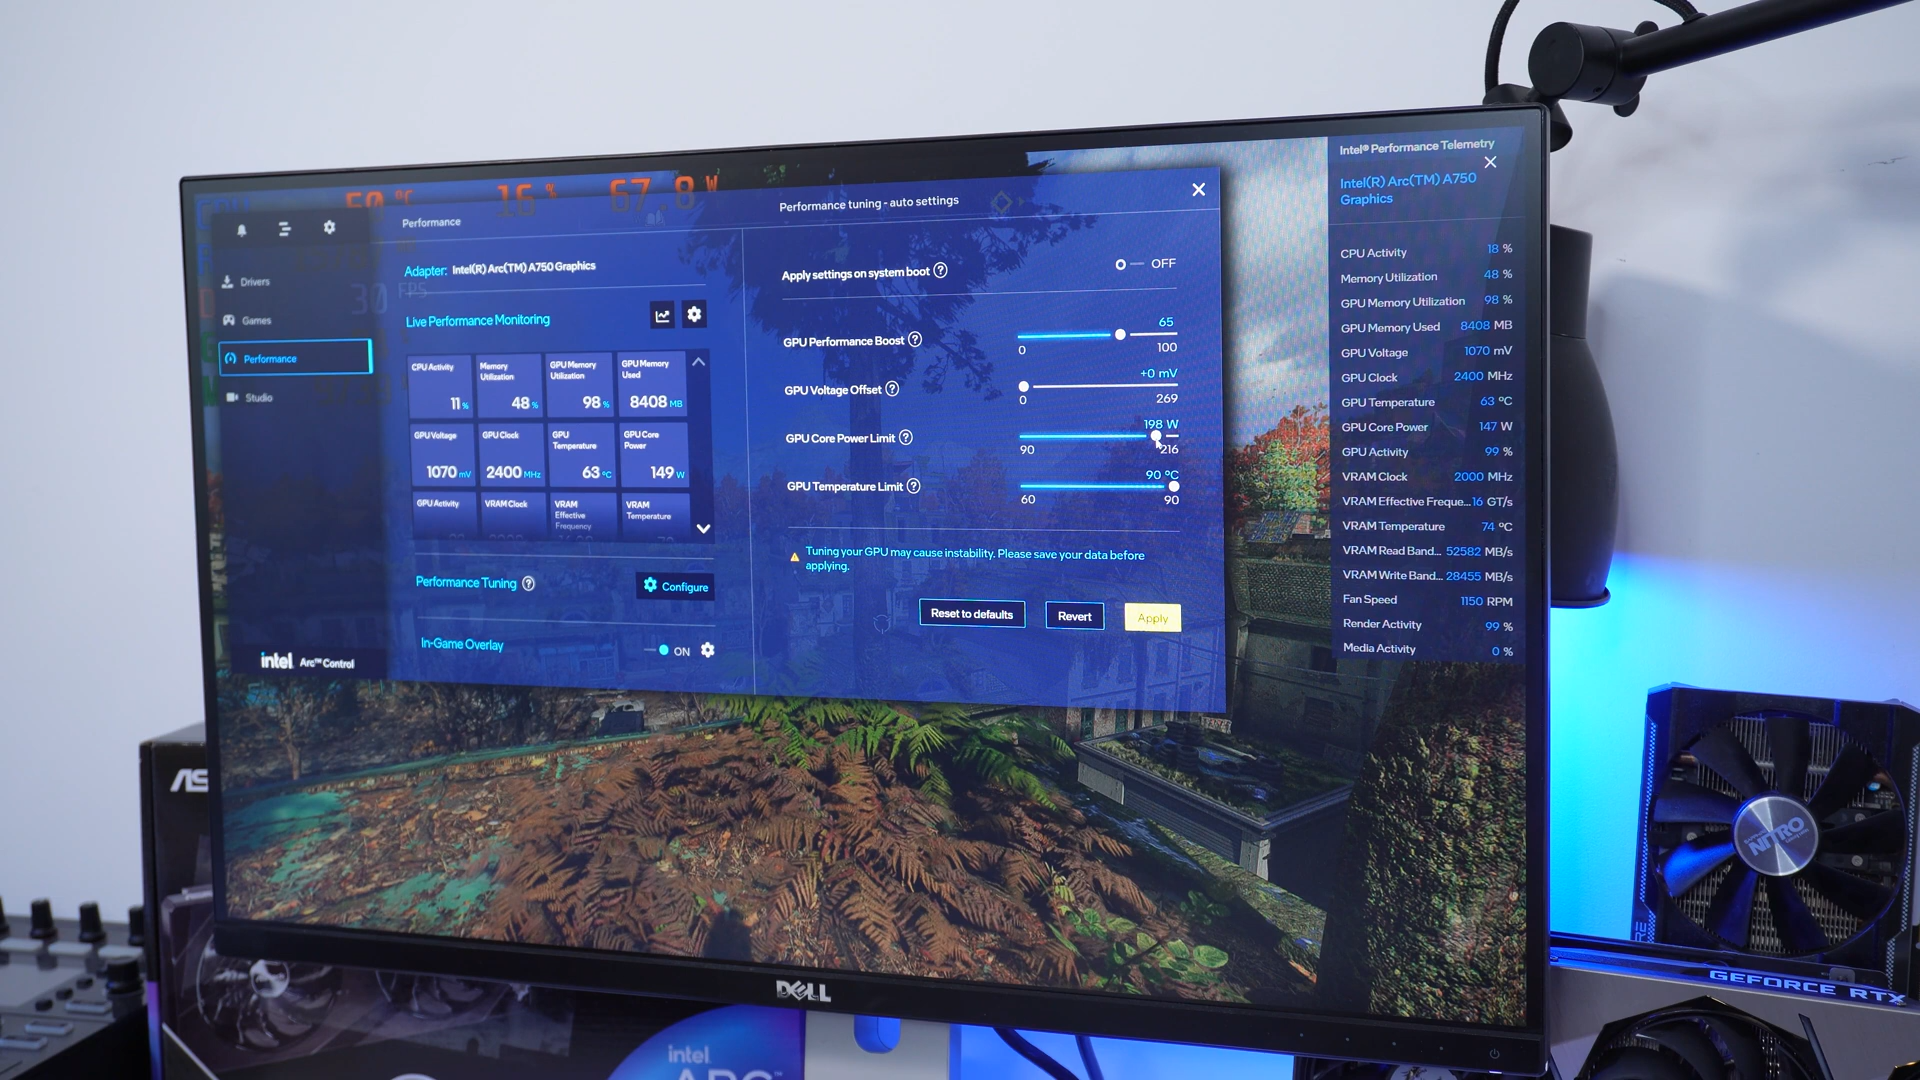 50 °C
16 %
67.8 W
30 FPS
Performance
Performance tuning - auto settings
Drivers
Games
Performance
Studio
intel Arc™ Control
Adapter: Intel(R) Arc(TM) A750 Graphics
Live Performance Monitoring
CPU Activity
11 %
Memory Utilization
48 %
GPU Memory Utilization
98 %
GPU Memory Used
8408 MB
GPU Voltage
1070 mV
GPU Clock
2400 MHz
GPU Temperature
63 °C
GPU Core Power
149 W
GPU Activity
VRAM Clock
VRAM Effective Frequency
VRAM Temperature
Performance Tuning ?
Configure
In-Game Overlay
ON
Apply settings on system boot ?
OFF
GPU Performance Boost ?
65
0
100
GPU Voltage Offset ?
+0 mV
0
269
GPU Core Power Limit ?
198 W
90
216
GPU Temperature Limit ?
90 °C
60
90
Tuning your GPU may cause instability. Please save your data before
applying.
Reset to defaults
Revert
Apply
Intel® Performance Telemetry
Intel(R) Arc(TM) A750
Graphics
CPU Activity 18 %
Memory Utilization 48 %
GPU Memory Utilization 98 %
GPU Memory Used 8408 MB
GPU Voltage 1070 mV
GPU Clock 2400 MHz
GPU Temperature 63 °C
GPU Core Power 147 W
GPU Activity 99 %
VRAM Clock 2000 MHz
VRAM Effective Freque... 16 GT/s
VRAM Temperature 74 °C
VRAM Read Band... 52582 MB/s
VRAM Write Band... 28455 MB/s
Fan Speed 1150 RPM
Render Activity 99 %
Media Activity 0 %
AS
DELL
intel
ARC™
NITRO
GEFORCE RTX